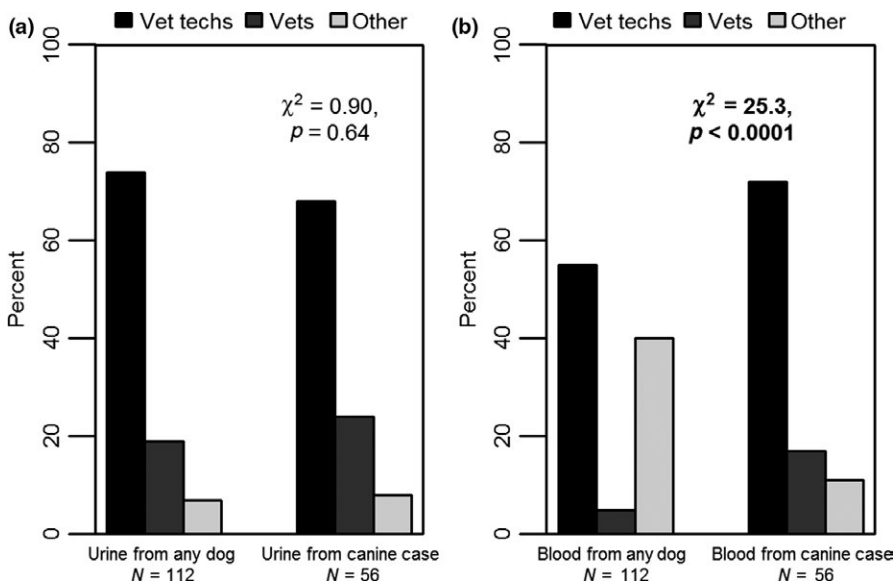 (a)
Vet techs Vets Other
100
80
60
40
20
0
Percent
χ² = 0.90,
p = 0.64
Urine from any dog
N = 112
Urine from canine case
N = 56
(b)
Vet techs Vets Other
100
80
60
40
20
0
Percent
χ² = 25.3,
p < 0.0001
Blood from any dog
N = 112
Blood from canine case
N = 56